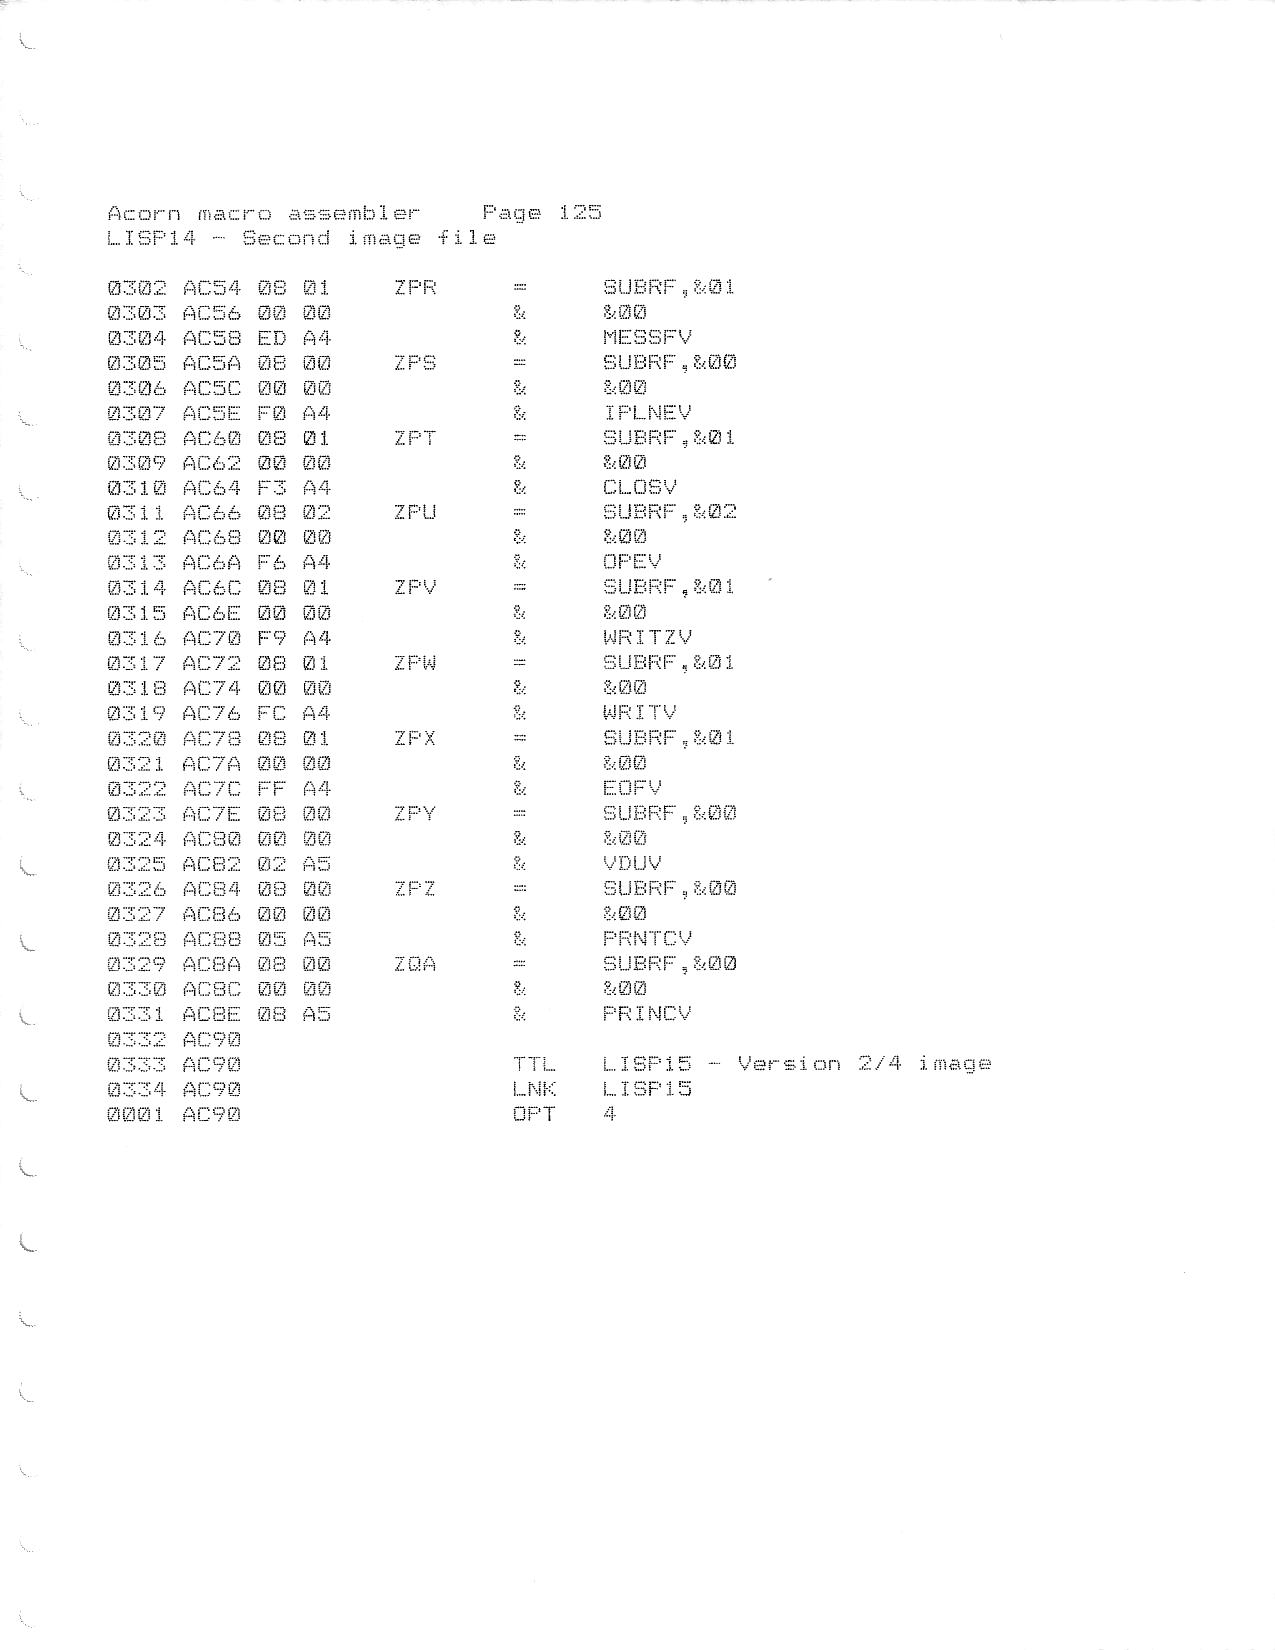 Acorn macro assembler    Page 125
LISP14 - Second image file
0302 AC54 08 01    ZPR     =     SUBRF,&01
0303 AC56 00 00            &     &00
0304 AC58 ED A4            &     MESSFV
0305 AC5A 08 00    ZPS     =     SUBRF,&00
0306 AC5C 00 00            &     &00
0307 AC5E F0 A4            &     IPLNEV
0308 AC60 08 01    ZPT     =     SUBRF,&01
0309 AC62 00 00            &     &00
0310 AC64 F3 A4            &     CLOSV
0311 AC66 08 02    ZPU     =     SUBRF,&02
0312 AC68 00 00            &     &00
0313 AC6A F6 A4            &     OPEV
0314 AC6C 08 01    ZPV     =     SUBRF,&01
0315 AC6E 00 00            &     &00
0316 AC70 F9 A4            &     WRITZV
0317 AC72 08 01    ZPW     =     SUBRF,&01
0318 AC74 00 00            &     &00
0319 AC76 FC A4            &     WRITV
0320 AC78 08 01    ZPX     =     SUBRF,&01
0321 AC7A 00 00            &     &00
0322 AC7C FF A4            &     EOFV
0323 AC7E 08 00    ZPY     =     SUBRF,&00
0324 AC80 00 00            &     &00
0325 AC82 02 A5            &     VDUV
0326 AC84 08 00    ZPZ     =     SUBRF,&00
0327 AC86 00 00            &     &00
0328 AC88 05 A5            &     PRNTCV
0329 AC8A 08 00    ZQA     =     SUBRF,&00
0330 AC8C 00 00            &     &00
0331 AC8E 08 A5            &     PRINCV
0332 AC90
0333 AC90                  TTL   LISP15 - Version 2/4 image
0334 AC90                  LNK   LISP15
0001 AC90                  OPT   4